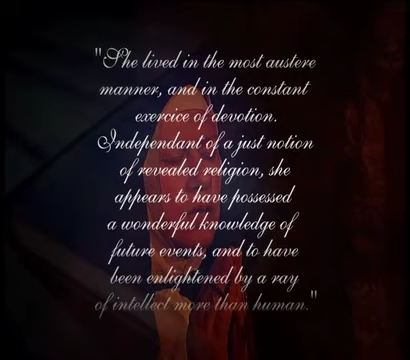 "She lived in the most austere
manner, and in the constant
exercice of devotion.
Independant of a just notion
of revealed religion, she
appears to have possessed
a wonderful knowledge of
future events, and to have
been enlightened by a ray
of intellect more than human."